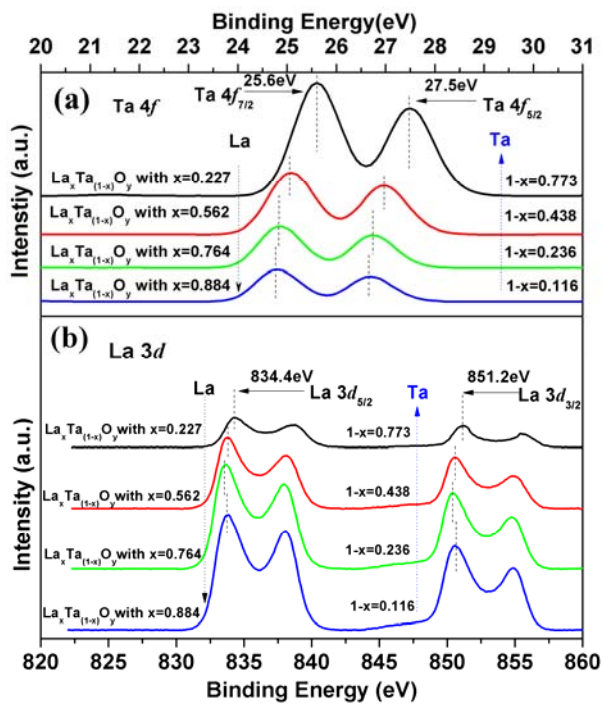 Binding Energy(eV)
20 21 22 23 24 25 26 27 28 29 30 31
(a) Ta 4f Ta 4f7/2 25.6eV 27.5eV Ta 4f5/2
La Ta
LaxTa(1-x)Oy with x=0.227 1-x=0.773
LaxTa(1-x)Oy with x=0.562 1-x=0.438
LaxTa(1-x)Oy with x=0.764 1-x=0.236
LaxTa(1-x)Oy with x=0.884 1-x=0.116
Intenstiy (a.u.)
(b) La 3d
La 834.4eV La 3d5/2 Ta 851.2eV La 3d3/2
LaxTa(1-x)Oy with x=0.227 1-x=0.773
LaxTa(1-x)Oy with x=0.562 1-x=0.438
LaxTa(1-x)Oy with x=0.764 1-x=0.236
LaxTa(1-x)Oy with x=0.884 1-x=0.116
Intensity (a.u.)
820 825 830 835 840 845 850 855 860
Binding Energy (eV)